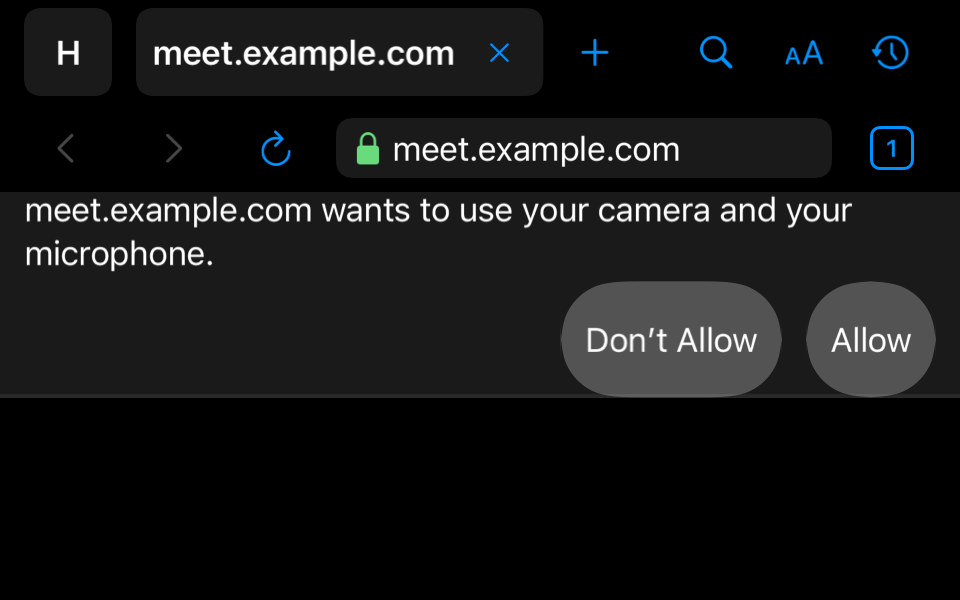 H
meet.example.com
AA
meet.example.com
1
meet.example.com wants to use your camera and your
microphone.
Don’t Allow
Allow